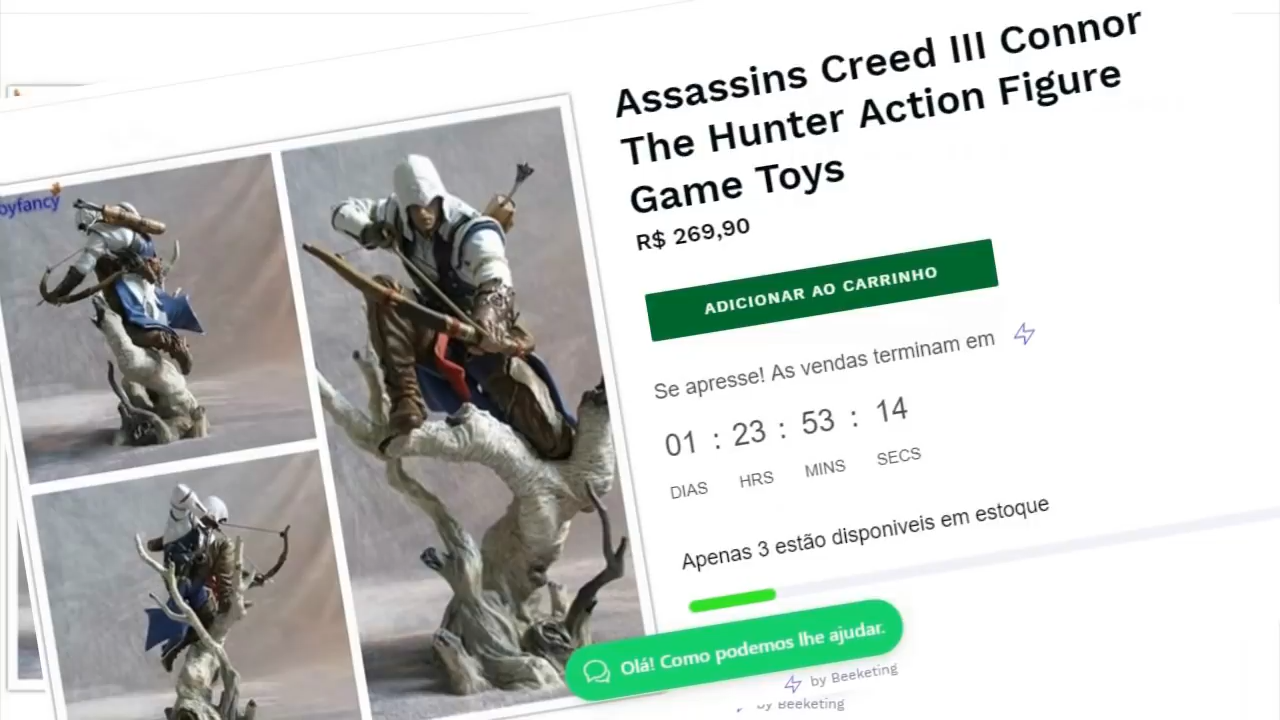 Assassins Creed III Connor
The Hunter Action Figure
Game Toys
R$ 269,90
ADICIONAR AO CARRINHO
Se apresse! As vendas terminam em
01 : 23 : 53 : 14
DIAS HRS MINS SECS
Apenas 3 estão disponiveis em estoque
Olá! Como podemos lhe ajudar.
by Beeketing
by Beeketing